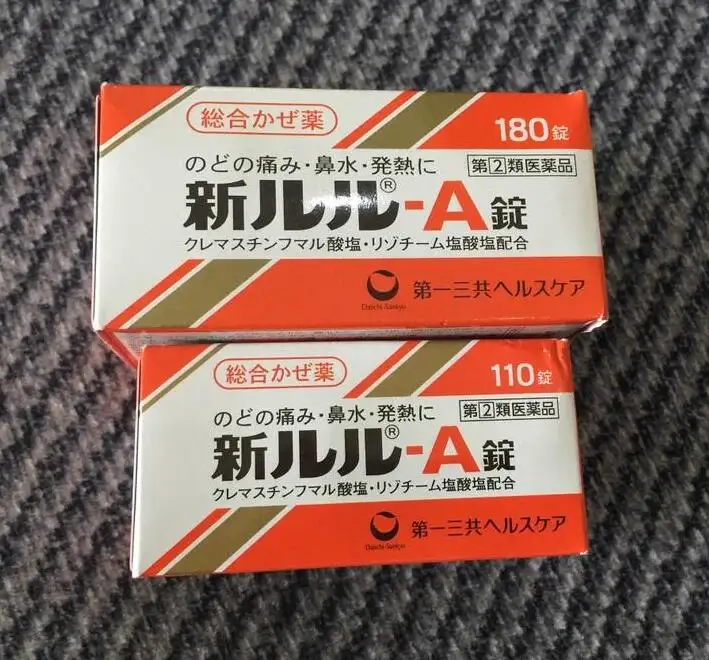 総合かぜ薬
180錠
のどの痛み・鼻水・発熱に
第②類医薬品
新ルル®-A錠
クレマスチンフマル酸塩・リゾチーム塩酸塩配合
Daiichi-Sankyo
第一三共ヘルスケア
総合かぜ薬
110錠
のどの痛み・鼻水・発熱に
第②類医薬品
新ルル®-A錠
クレマスチンフマル酸塩・リゾチーム塩酸塩配合
Daiichi-Sankyo
第一三共ヘルスケア